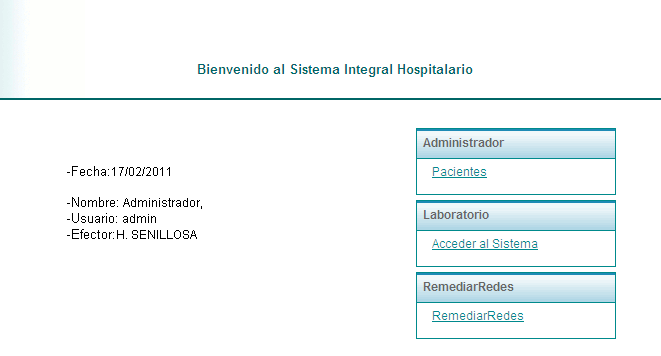 Bienvenido al Sistema Integral Hospitalario
-Fecha:17/02/2011
-Nombre: Administrador,
-Usuario: admin
-Efector:H. SENILLOSA
Administrador
Pacientes
Laboratorio
Acceder al Sistema
RemediarRedes
RemediarRedes